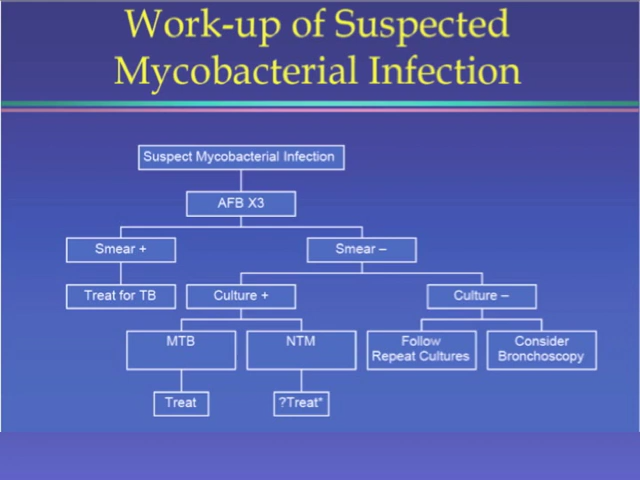 Work-up of Suspected
Mycobacterial Infection
Suspect Mycobacterial Infection
AFB X3
Smear +
Smear –
Treat for TB
Culture +
Culture –
MTB
NTM
Follow
Repeat Cultures
Consider
Bronchoscopy
Treat
?Treat*